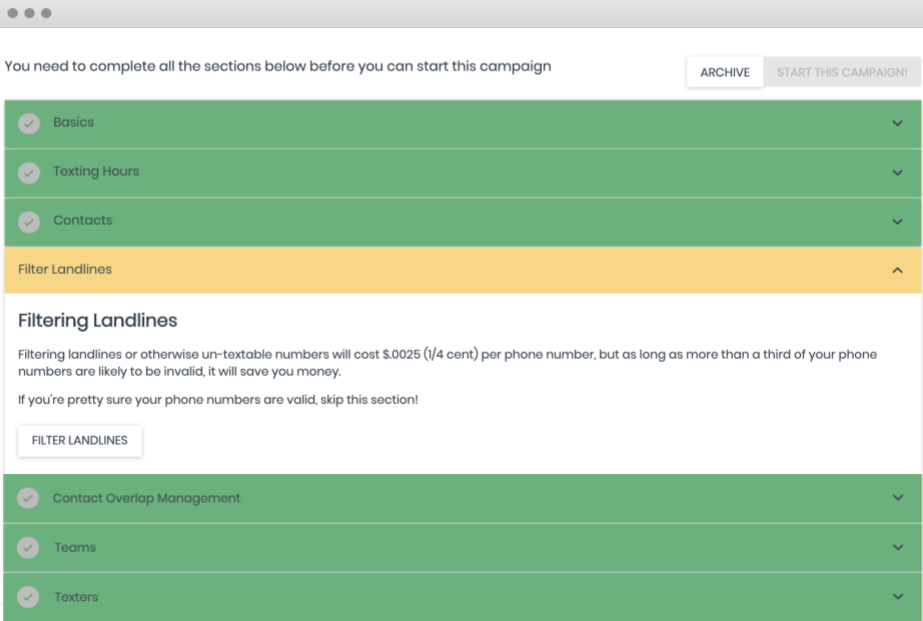 You need to complete all the sections below before you can start this campaign
ARCHIVE
START THIS CAMPAIGN!
Basics
Texting Hours
Contacts
Filter Landlines
Filtering Landlines
Filtering landlines or otherwise un-textable numbers will cost $.0025 (1/4 cent) per phone number, but as long as more than a third of your phone
numbers are likely to be invalid, it will save you money.
If you're pretty sure your phone numbers are valid, skip this section!
FILTER LANDLINES
Contact Overlap Management
Teams
Texters